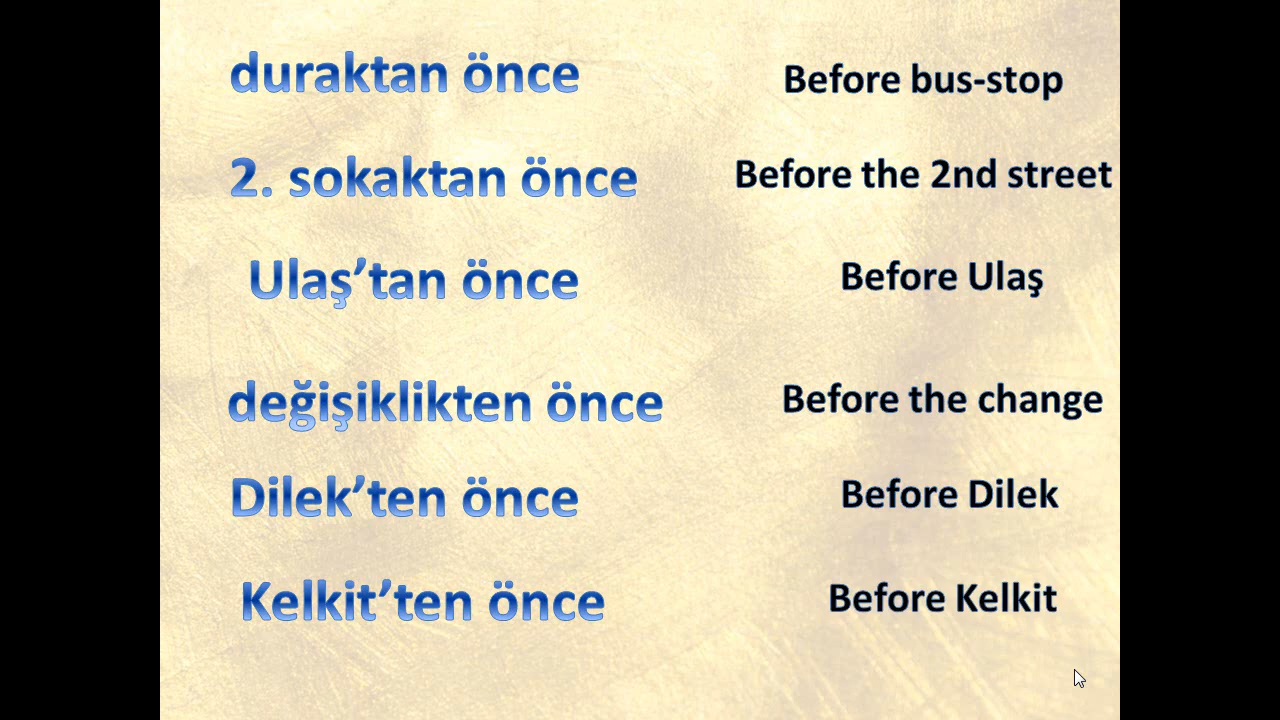 duraktan önce Before bus-stop
2. sokaktan önce Before the 2nd street
Ulaş’tan önce Before Ulaş
değişiklikten önce Before the change
Dilek’ten önce Before Dilek
Kelkit’ten önce Before Kelkit